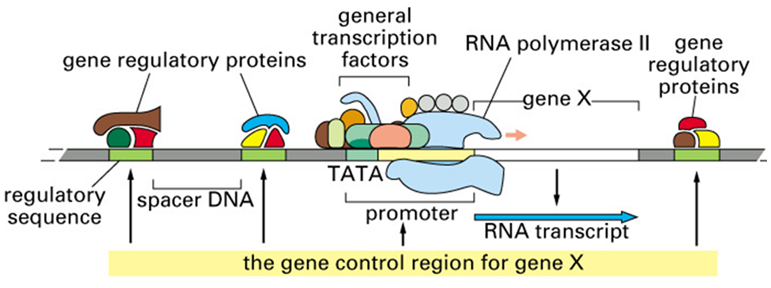 general
transcription
factors
gene regulatory proteins
RNA polymerase II
gene
regulatory
proteins
gene X
TATA
regulatory
sequence
spacer DNA
promoter
RNA transcript
the gene control region for gene X